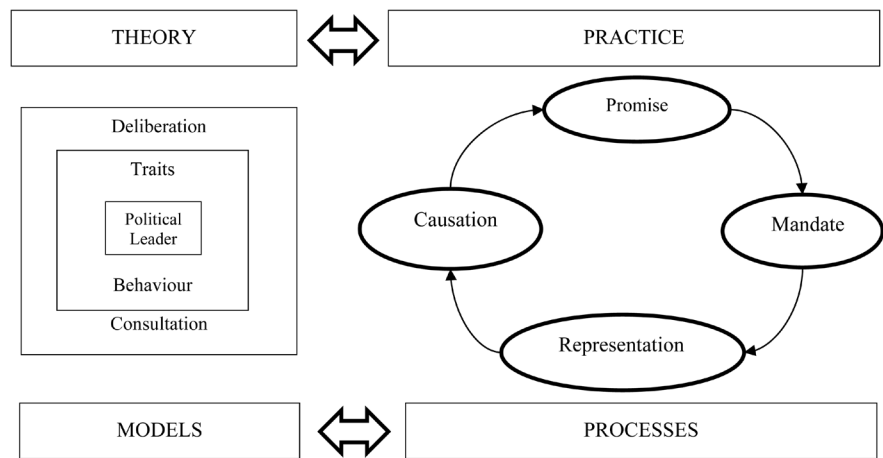 THEORY
PRACTICE
Deliberation
Traits
Political
Leader
Behaviour
Consultation
Promise
Mandate
Representation
Causation
MODELS
PROCESSES